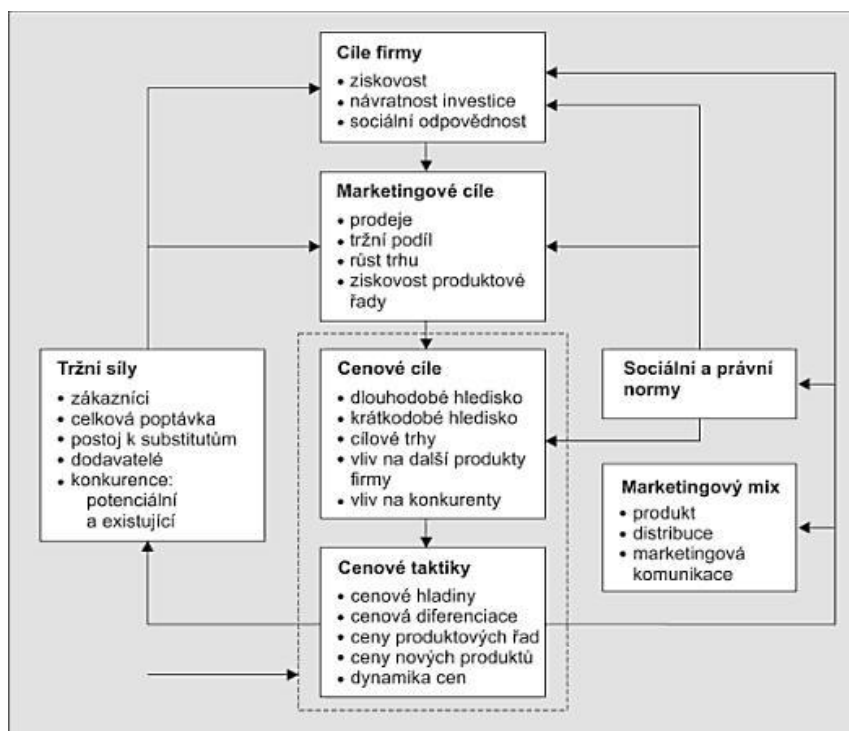 Cíle firmy
• ziskovost
• návratnost investice
• sociální odpovědnost
Marketingové cíle
• prodeje
• tržní podíl
• růst trhu
• ziskovost produktové
řady
Tržní síly
• zákazníci
• celková poptávka
• postoj k substitutům
• dodavatelé
• konkurence:
potenciální
a existující
Cenové cíle
• dlouhodobé hledisko
• krátkodobé hledisko
• cílové trhy
• vliv na další produkty
firmy
• vliv na konkurenty
Sociální a právní
normy
Marketingový mix
• produkt
• distribuce
• marketingová
komunikace
Cenové taktiky
• cenové hladiny
• cenová diferenciace
• ceny produktových řad
• ceny nových produktů
• dynamika cen